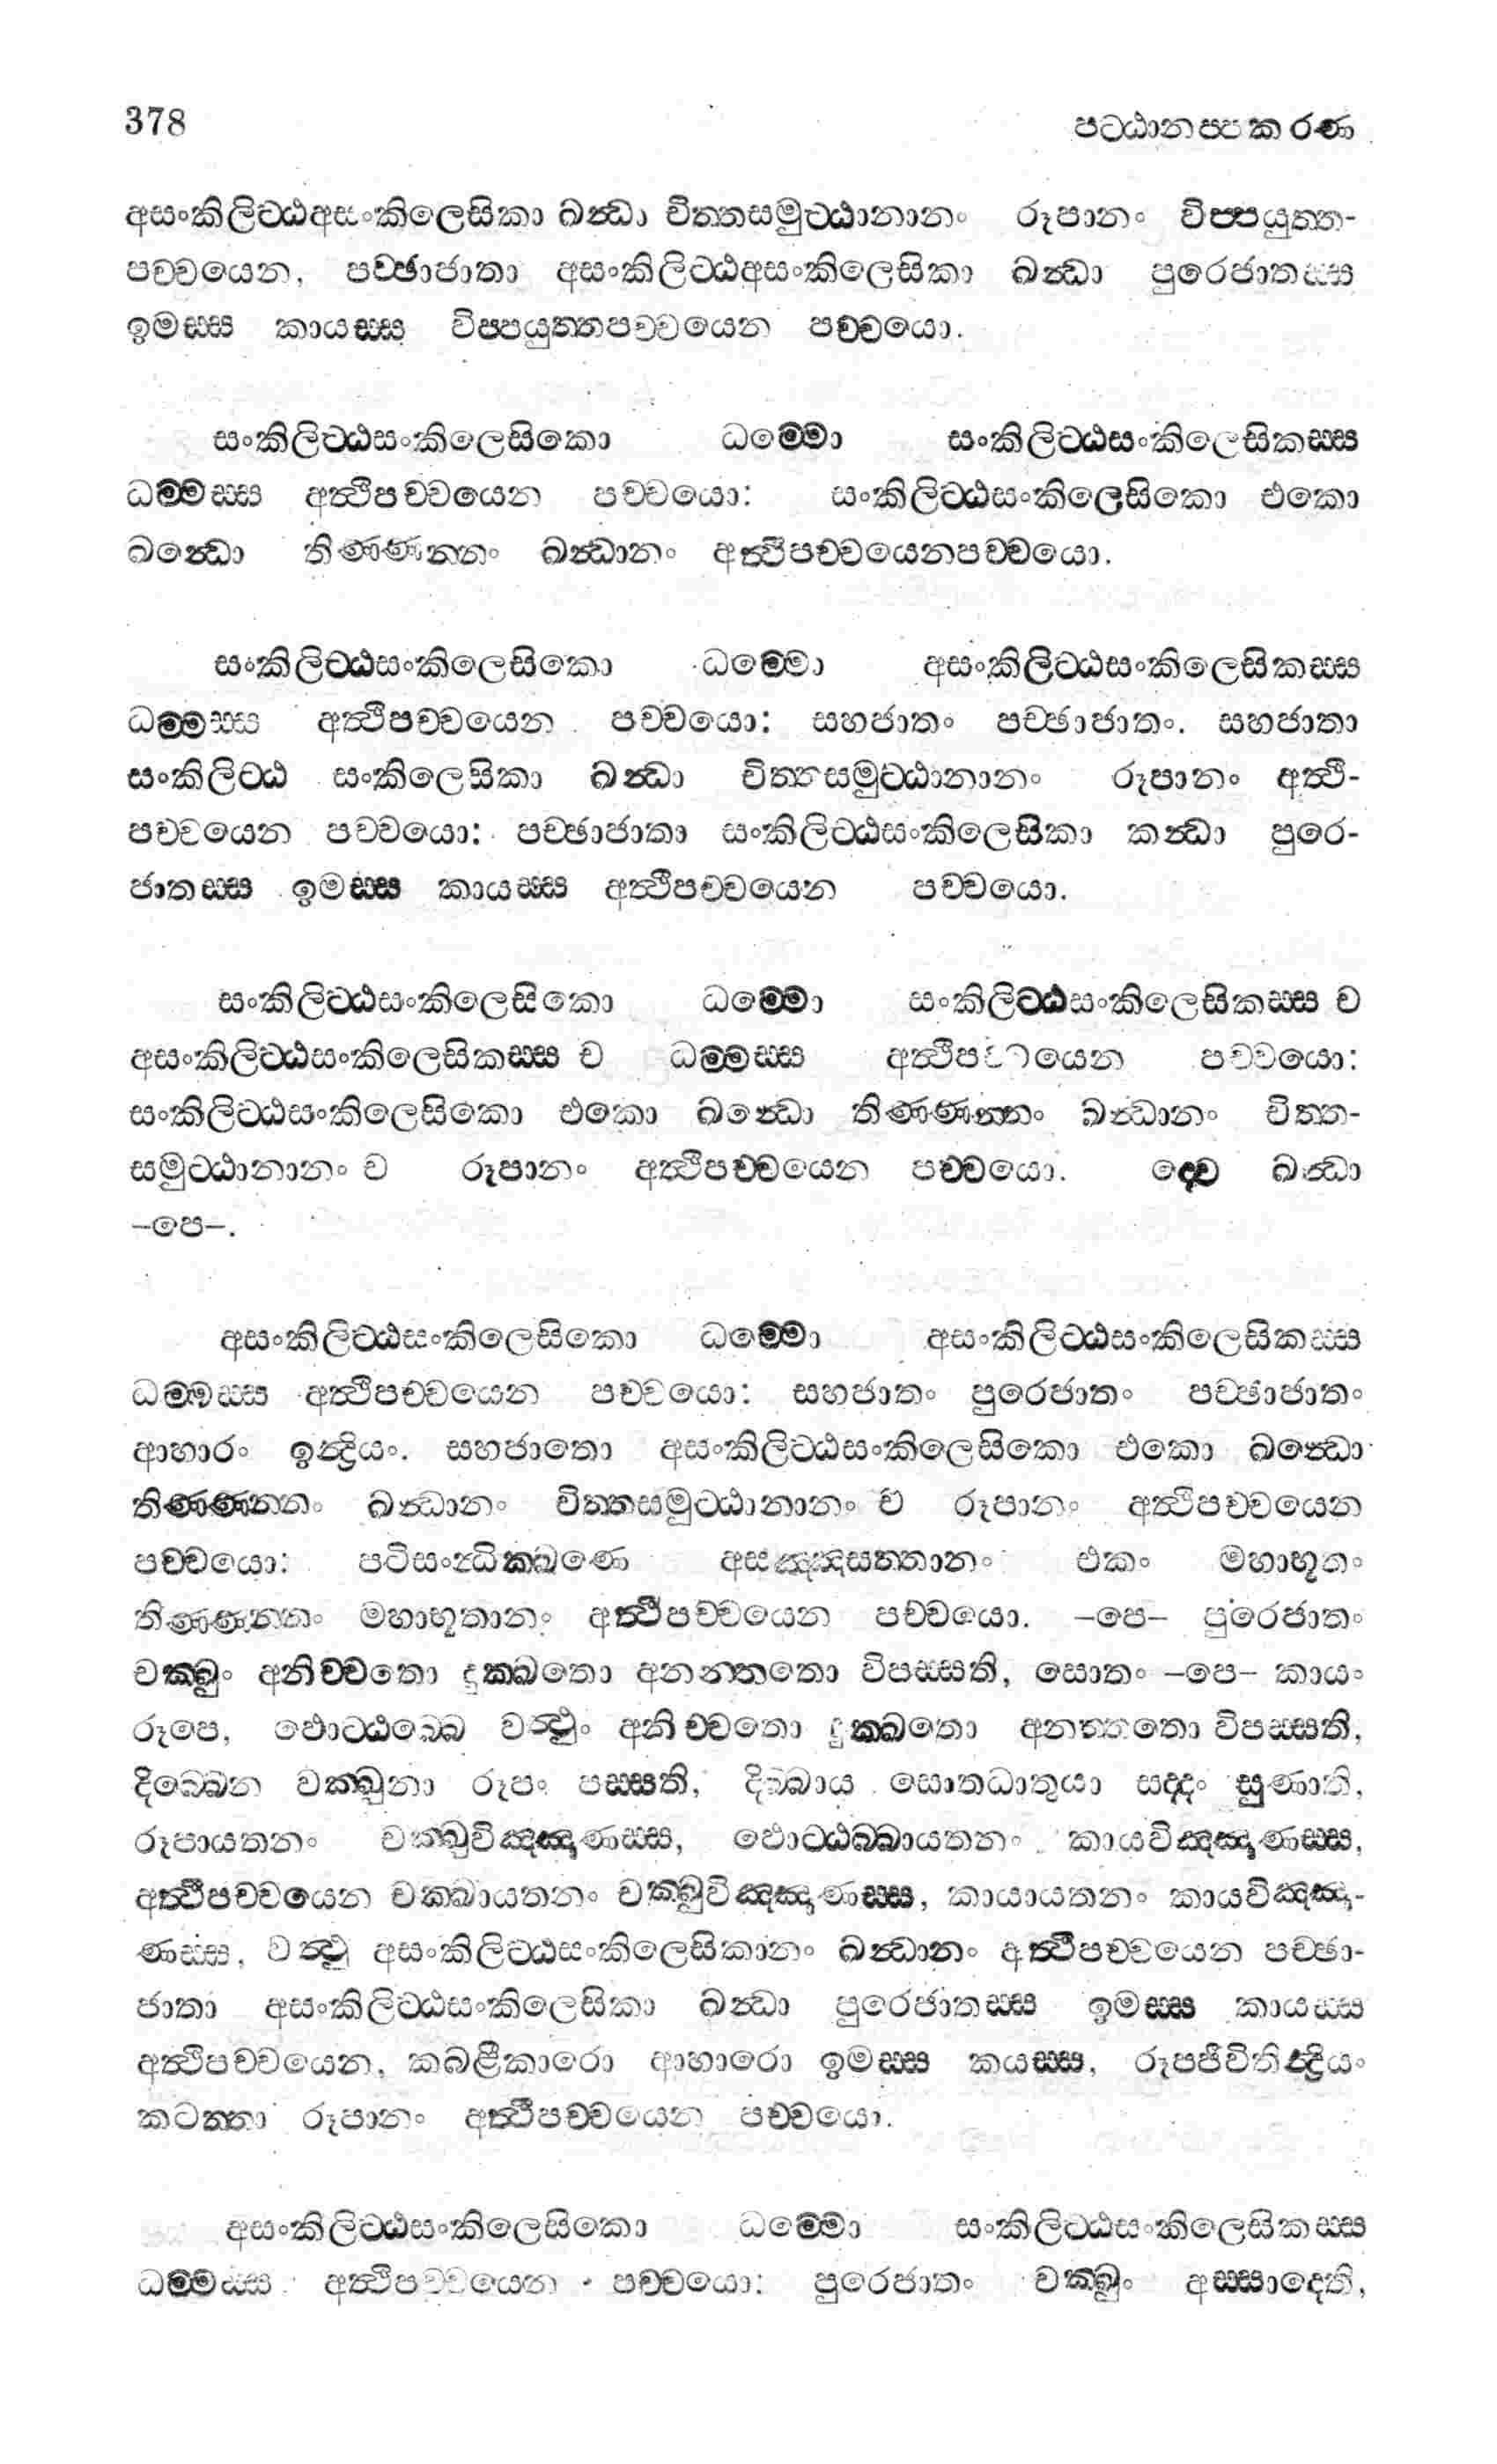 378 පට්ඨානප්පකරණ
අසංකිලිට්ඨඅසංකිලෙසිකා ඛන්ධා චිත්තසමුට්ඨානානං රූපානං විප්පයුත්ත-
පච්චයෙන, පච්ඡාජාතා අසංකිලිට්ඨඅසංකිලෙසිකා ඛන්ධා පුරෙජාතස්ස
ඉමස්ස කායස්ස විප්පයුත්තපච්චයෙන පච්චයො.
සංකිලිට්ඨසංකිලෙසිකො ධම්මො සංකිලිට්ඨසංකිලෙසිකස්ස
ධම්මස්ස අත්ථිපච්චයෙන පච්චයො: සංකිලිට්ඨසංකිලෙසිකො එකො
ඛන්ධො තිණ්ණන්නං ඛන්ධානං අත්ථිපච්චයෙනපච්චයො.
සංකිලිට්ඨසංකිලෙසිකො ධම්මො අසංකිලිට්ඨසංකිලෙසිකස්ස
ධම්මස්ස අත්ථිපච්චයෙන පච්චයො: සහජාතං පච්ඡාජාතං. සහජාතා
සංකිලිට්ඨ සංකිලෙසිකා ඛන්ධා චිත්තසමුට්ඨානානං රූපානං අත්ථි-
පච්චයෙන පච්චයො: පච්ඡාජාතා සංකිලිට්ඨසංකිලෙසිකා කන්ධා පුරෙ-
ජාතස්ස ඉමස්ස කායස්ස අත්ථිපච්චයෙන පච්චයො.
සංකිලිට්ඨසංකිලෙසිකො ධම්මො සංකිලිට්ඨසංකිලෙසිකස්ස ච
අසංකිලිට්ඨසංකිලෙසිකස්ස ච ධම්මස්ස අත්ථිපච්චයෙන පච්චයො:
සංකිලිට්ඨසංකිලෙසිකො එකො ඛන්ධො තිණ්ණන්නං ඛන්ධානං චිත්ත-
සමුට්ඨානානං ච රූපානං අත්ථිපච්චයෙන පච්චයො. ද්වෙ ඛන්ධා
–පෙ–.
අසංකිලිට්ඨසංකිලෙසිකො ධම්මො අසංකිලිට්ඨසංකිලෙසිකස්ස
ධම්මස්ස අත්ථිපච්චයෙන පච්චයො: සහජාතං පුරෙජාතං පච්ඡාජාතං
ආහාරං ඉන්ද්‍රියං. සහජාතො අසංකිලිට්ඨසංකිලෙසිකො එකො ඛන්ධො
තිණ්ණන්නං ඛන්ධානං චිත්තසමුට්ඨානානං ච රූපානං අත්ථිපච්චයෙන
පච්චයො: පටිසංන්ධික්ඛණෙ අසඤ්ඤසත්තානං එකං මහාභූතං
තිණ්ණන්නං මහාභූතානං අත්ථිපච්චයෙන පච්චයො. –පෙ– පුරෙජාතං
චක්ඛුං අනිච්චතො දුක්ඛතො අනත්තතො විපස්සති, සොතං –පෙ– කායං
රූපෙ, ඵොට්ඨබ්බෙ වත්ථුං අනිච්චතො දුක්ඛතො අනත්තතො විපස්සති,
දිබ්බෙන චක්ඛුනා රූපං පස්සති, දිබ්බාය සොතධාතුයා සද්දං සුණාති,
රූපායතනං චක්ඛුවිඤ්ඤාණස්ස, ඵොට්ඨබ්බායතනං කායවිඤ්ඤාණස්ස,
අත්ථිපච්චයෙන චක්ඛායතනං චක්ඛුවිඤ්ඤාණස්ස, කායායතනං කායවිඤ්ඤා-
ණස්ස, වත්ථු අසංකිලිට්ඨසංකිලෙසිකානං ඛන්ධානං අත්ථිපච්චයෙන පච්ඡා-
ජාතා අසංකිලිට්ඨසංකිලෙසිකා ඛන්ධා පුරෙජාතස්ස ඉමස්ස කායස්ස
අත්ථිපච්චයෙන, කබළීකාරො ආහාරො ඉමස්ස කයස්ස, රූපජීවිතින්ද්‍රියං
කටත්තා රූපානං අත්ථිපච්චයෙන පච්චයො.
අසංකිලිට්ඨසංකිලෙසිකො ධම්මො සංකිලිට්ඨසංකිලෙසිකස්ස
ධම්මස්ස අත්ථිපච්චයෙන පච්චයො: පුරෙජාතං චක්ඛුං අස්සාදෙති,